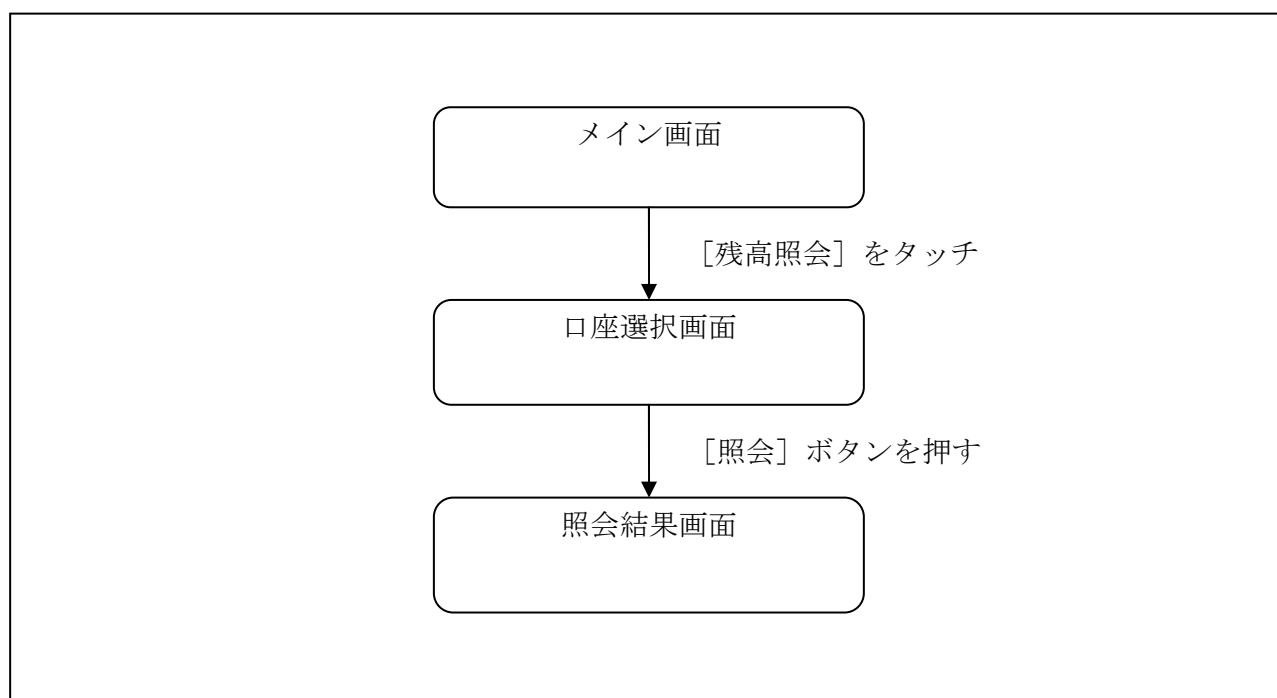 メイン画面
［残高照会］をタッチ
口座選択画面
［照会］ボタンを押す
照会結果画面